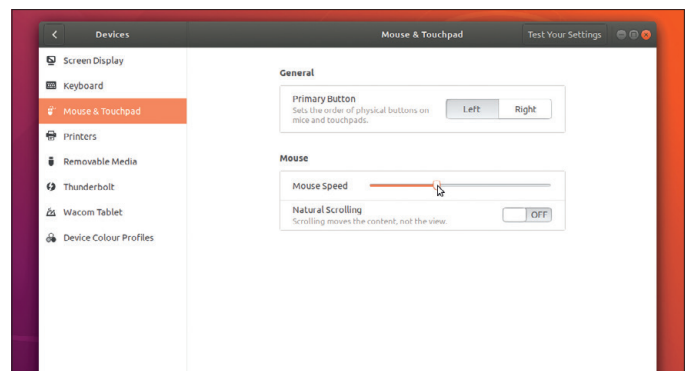 Devices
Mouse & Touchpad
Test Your Settings
Screen Display
Keyboard
Mouse & Touchpad
Printers
Removable Media
Thunderbolt
Wacom Tablet
Device Colour Profiles
General
Primary Button
Sets the order of physical buttons on
mice and touchpads.
Left
Right
Mouse
Mouse Speed
Natural Scrolling
Scrolling moves the content, not the view.
OFF